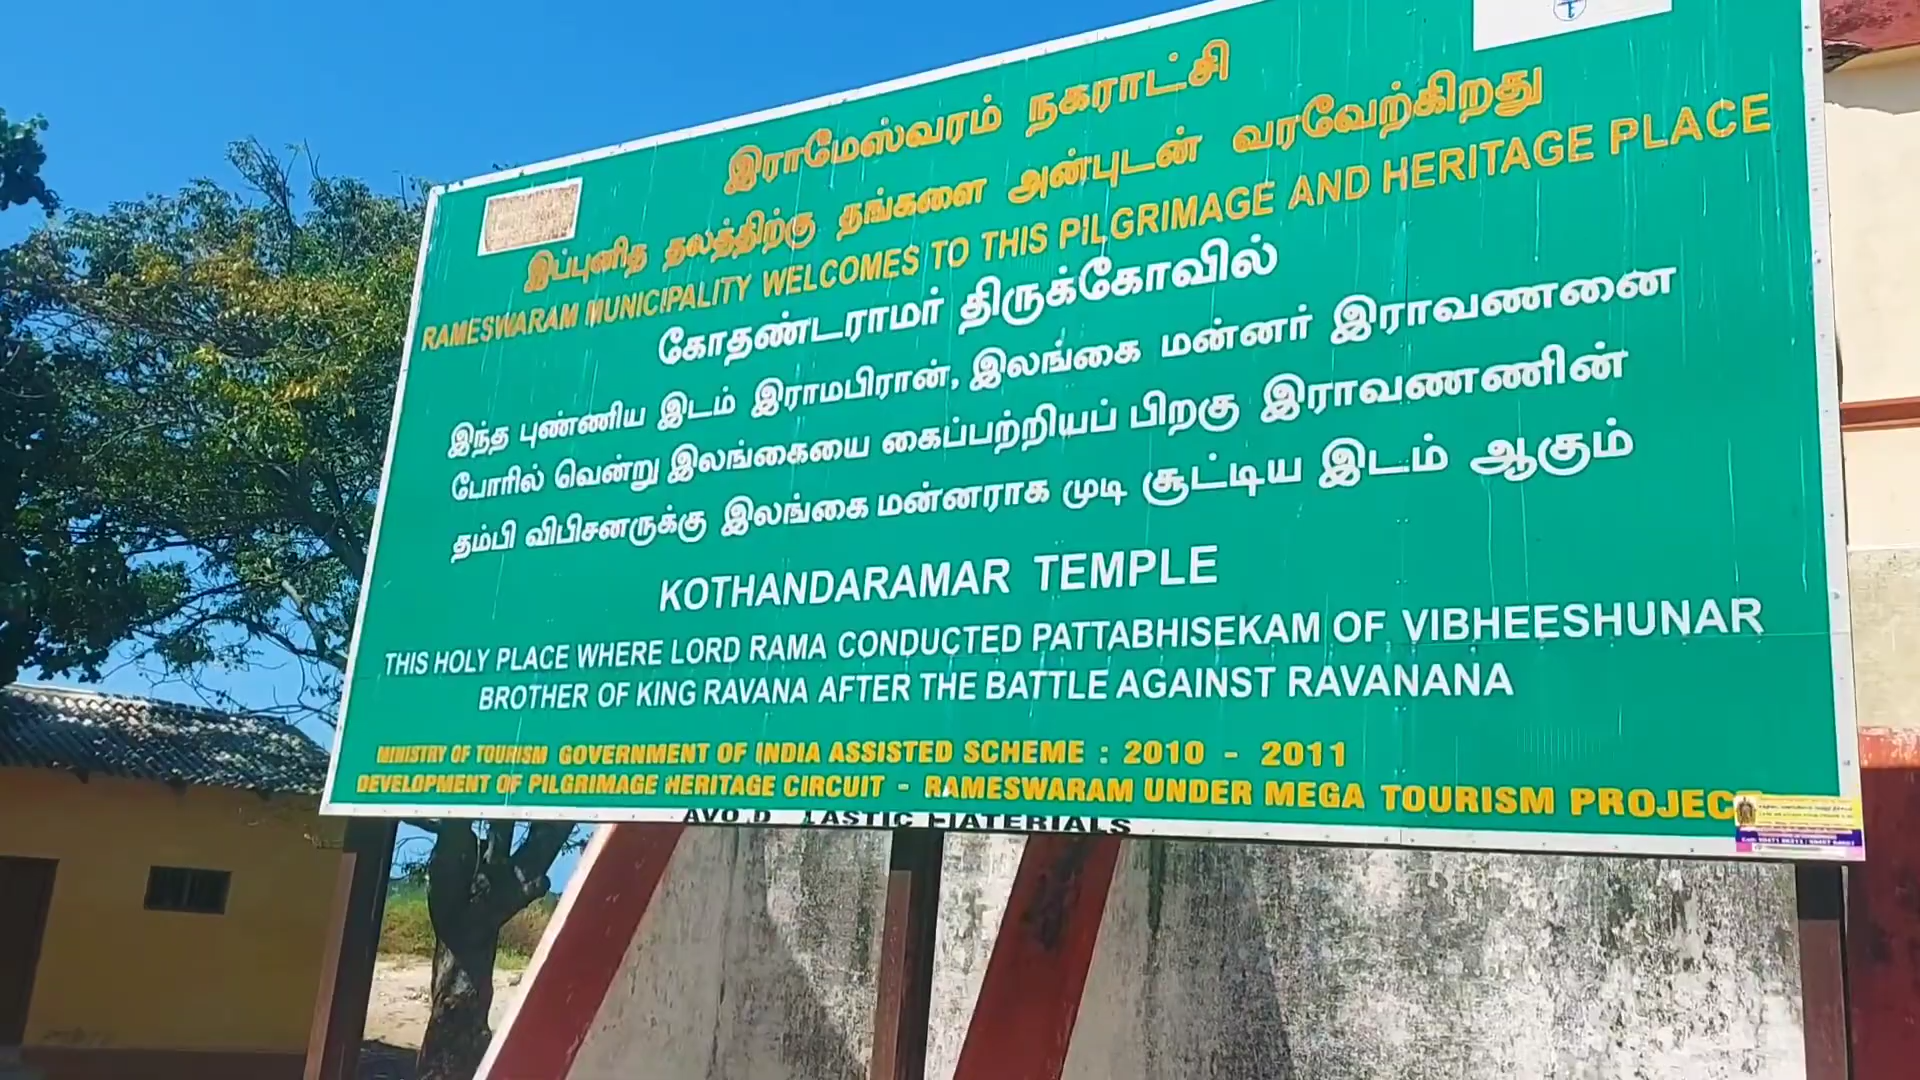 இராமேஸ்வரம் நகராட்சி
இப்புனித தலத்திற்கு தங்களை அன்புடன் வரவேற்கிறது
RAMESWARAM MUNICIPALITY WELCOMES TO THIS PILGRIMAGE AND HERITAGE PLACE
கோதண்டராமர் திருக்கோவில்
இந்த புண்ணிய இடம் இராமபிரான், இலங்கை மன்னர் இராவணனை
போரில் வென்று இலங்கையை கைப்பற்றியப் பிறகு இராவணணின்
தம்பி விபிசனருக்கு இலங்கை மன்னராக முடி சூட்டிய இடம் ஆகும்
KOTHANDARAMAR TEMPLE
THIS HOLY PLACE WHERE LORD RAMA CONDUCTED PATTABHISEKAM OF VIBHEESHUNAR
BROTHER OF KING RAVANA AFTER THE BATTLE AGAINST RAVANANA
MINISTRY OF TOURISM GOVERNMENT OF INDIA ASSISTED SCHEME : 2010 - 2011
DEVELOPMENT OF PILGRIMAGE HERITAGE CIRCUIT - RAMESWARAM UNDER MEGA TOURISM PROJEC
AVO D LASTIC MATERIALS